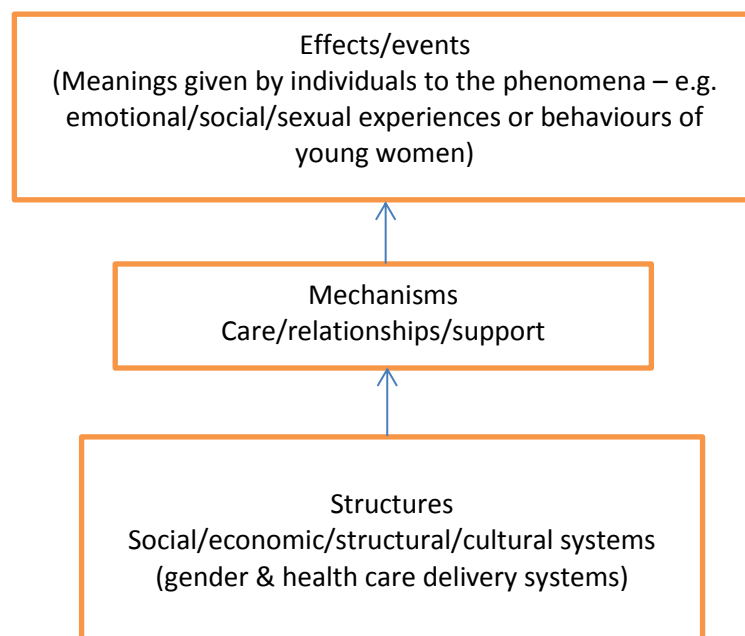 Effects/events
(Meanings given by individuals to the phenomena – e.g.
emotional/social/sexual experiences or behaviours of
young women)
Mechanisms
Care/relationships/support
Structures
Social/economic/structural/cultural systems
(gender & health care delivery systems)